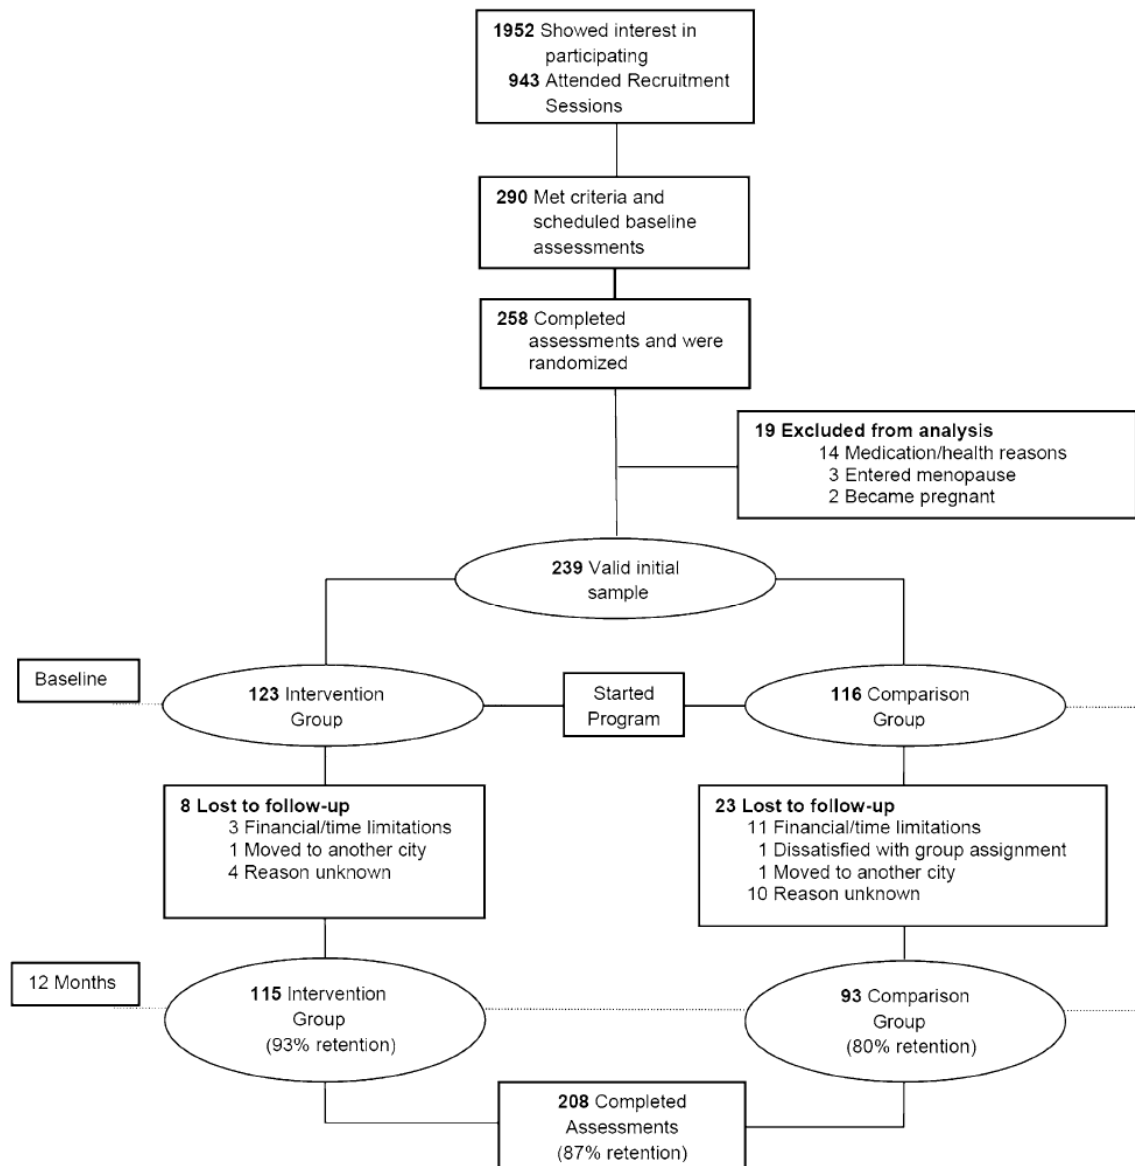 1952 Showed interest in
participating
943 Attended Recruitment
Sessions
290 Met criteria and
scheduled baseline
assessments
258 Completed
assessments and were
randomized
19 Excluded from analysis
14 Medication/health reasons
3 Entered menopause
2 Became pregnant
239 Valid initial
sample
Baseline
123 Intervention
Group
Started
Program
116 Comparison
Group
8 Lost to follow-up
3 Financial/time limitations
1 Moved to another city
4 Reason unknown
23 Lost to follow-up
11 Financial/time limitations
1 Dissatisfied with group assignment
1 Moved to another city
10 Reason unknown
12 Months
115 Intervention
Group
(93% retention)
93 Comparison
Group
(80% retention)
208 Completed
Assessments
(87% retention)